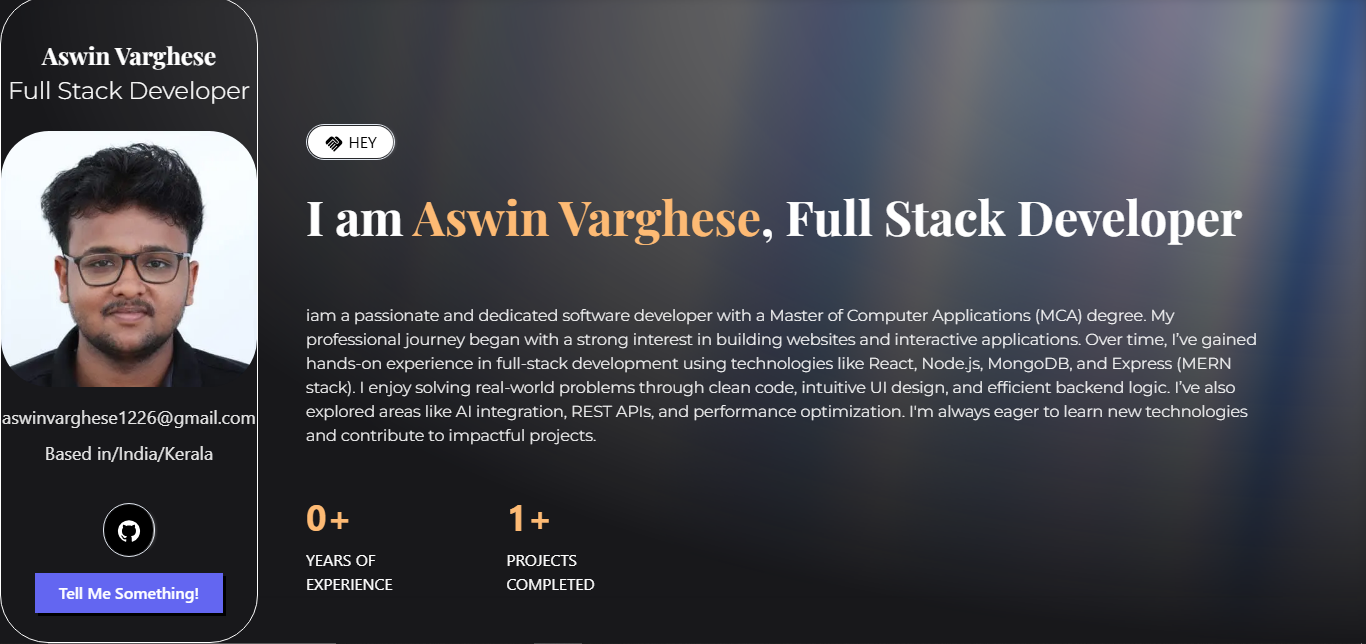 Aswin Varghese
Full Stack Developer
aswinvarghese1226@gmail.com
Based in/India/Kerala
Tell Me Something!
HEY
I am Aswin Varghese, Full Stack Developer
iam a passionate and dedicated software developer with a Master of Computer Applications (MCA) degree. My
professional journey began with a strong interest in building websites and interactive applications. Over time, I’ve gained
hands-on experience in full-stack development using technologies like React, Node.js, MongoDB, and Express (MERN
stack). I enjoy solving real-world problems through clean code, intuitive UI design, and efficient backend logic. I’ve also
explored areas like AI integration, REST APIs, and performance optimization. I'm always eager to learn new technologies
and contribute to impactful projects.
0+
YEARS OF
EXPERIENCE
1+
PROJECTS
COMPLETED